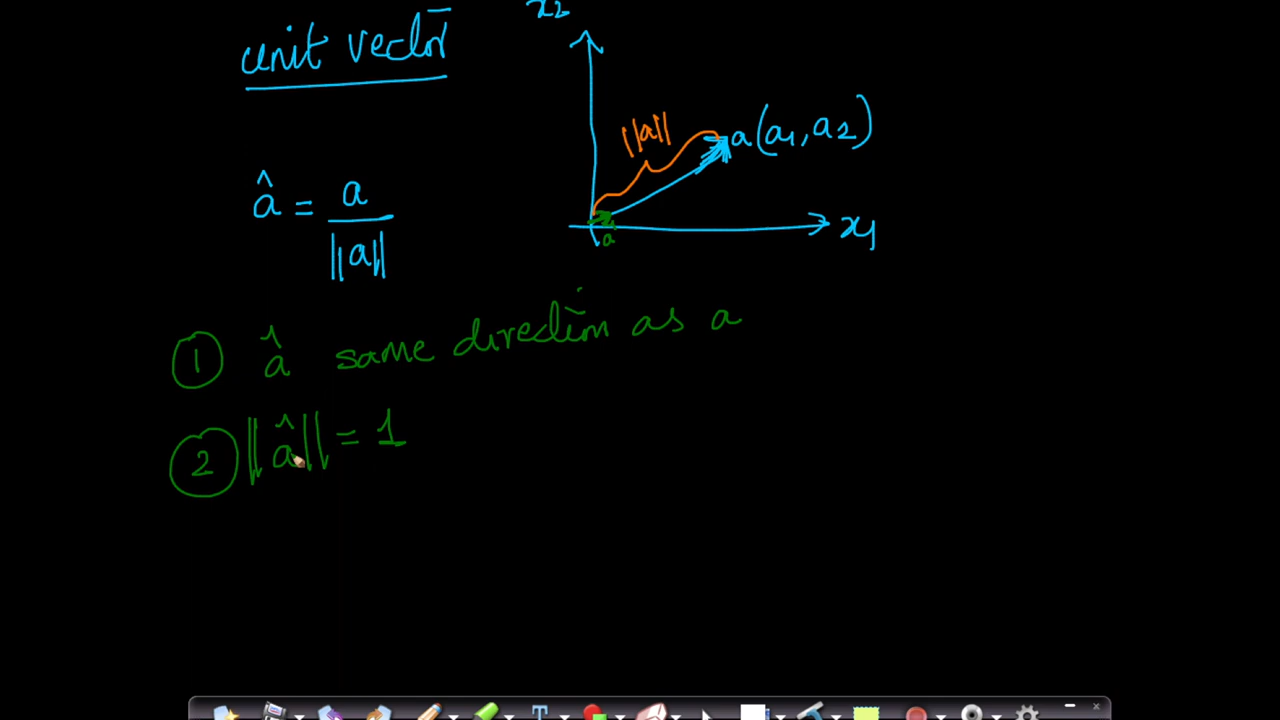 unit vector
x2
||a||
a(a1, a2)
â = a / ||a||
a
x1
① â same direction as a
② ||â|| = 1
T